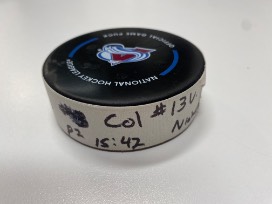 OFFICIAL GAME PUCK
NATIONAL HOCKEY LEAGUE
Col #13 V
P2 15:42